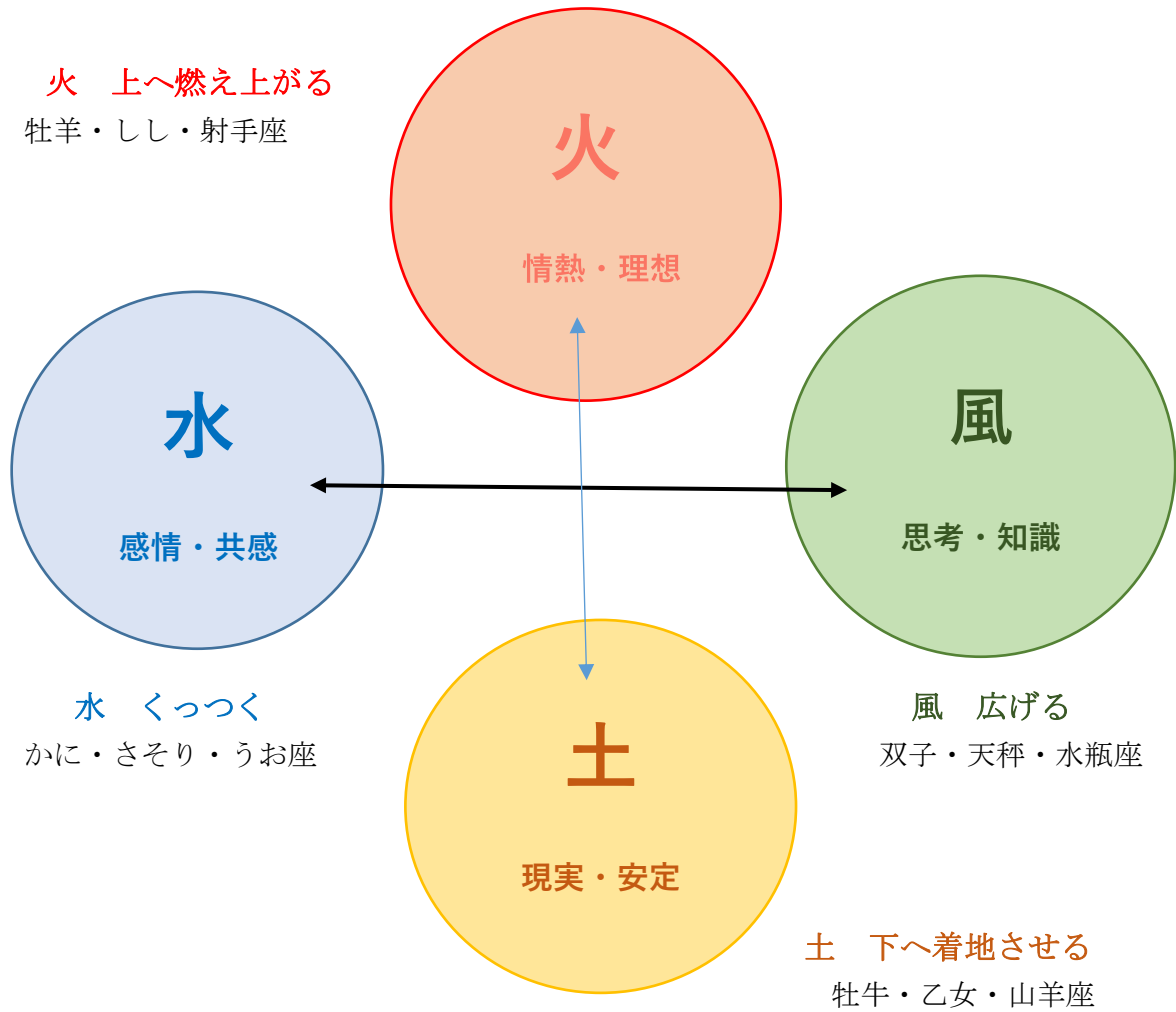 火　上へ燃え上がる
牡羊・しし・射手座
火
情熱・理想
水
感情・共感
風
思考・知識
水　くっつく
かに・さそり・うお座
風　広げる
双子・天秤・水瓶座
土
現実・安定
土　下へ着地させる
牡牛・乙女・山羊座